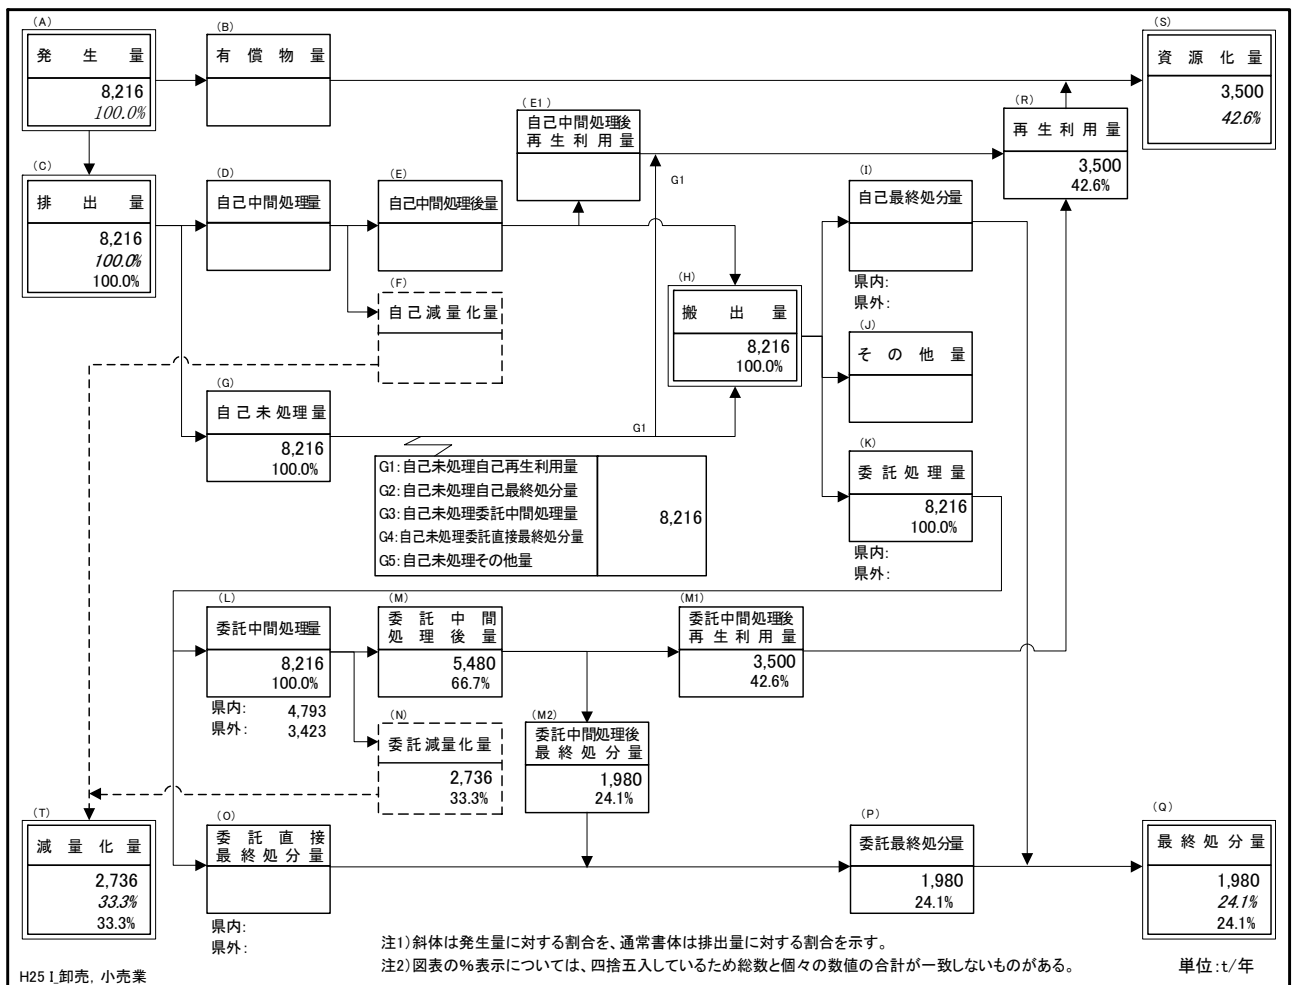 (A)
発生量
8,216
100.0%
(B)
有償物量
(S)
資源化量
3,500
42.6%
(E1)
自己中間処理後
再生利用量
(R)
再生利用量
3,500
42.6%
(C)
排出量
8,216
100.0%
100.0%
(D)
自己中間処理量
(E)
自己中間処理後量
G1
(I)
自己最終処分量
県内:
県外:
(F)
自己減量化量
(H)
搬出量
8,216
100.0%
(J)
その他量
(G)
自己未処理量
8,216
100.0%
G1
G1:自己未処理自己再生利用量
G2:自己未処理自己最終処分量
G3:自己未処理委託中間処理量
G4:自己未処理委託直接最終処分量
G5:自己未処理その他量
8,216
(K)
委託処理量
8,216
100.0%
県内:
県外:
(L)
委託中間処理量
8,216
100.0%
県内: 4,793
県外: 3,423
(M)
委託中間
処理後量
5,480
66.7%
(M1)
委託中間処理後
再生利用量
3,500
42.6%
(N)
委託減量化量
2,736
33.3%
(M2)
委託中間処理後
最終処分量
1,980
24.1%
(T)
減量化量
2,736
33.3%
33.3%
(O)
委託直接
最終処分量
県内:
県外:
(P)
委託最終処分量
1,980
24.1%
(Q)
最終処分量
1,980
24.1%
24.1%
注1)斜体は発生量に対する割合を、通常書体は排出量に対する割合を示す。
注2)図表の%表示については、四捨五入しているため総数と個々の数値の合計が一致しないものがある。
単位:t/年
H25 I_卸売, 小売業